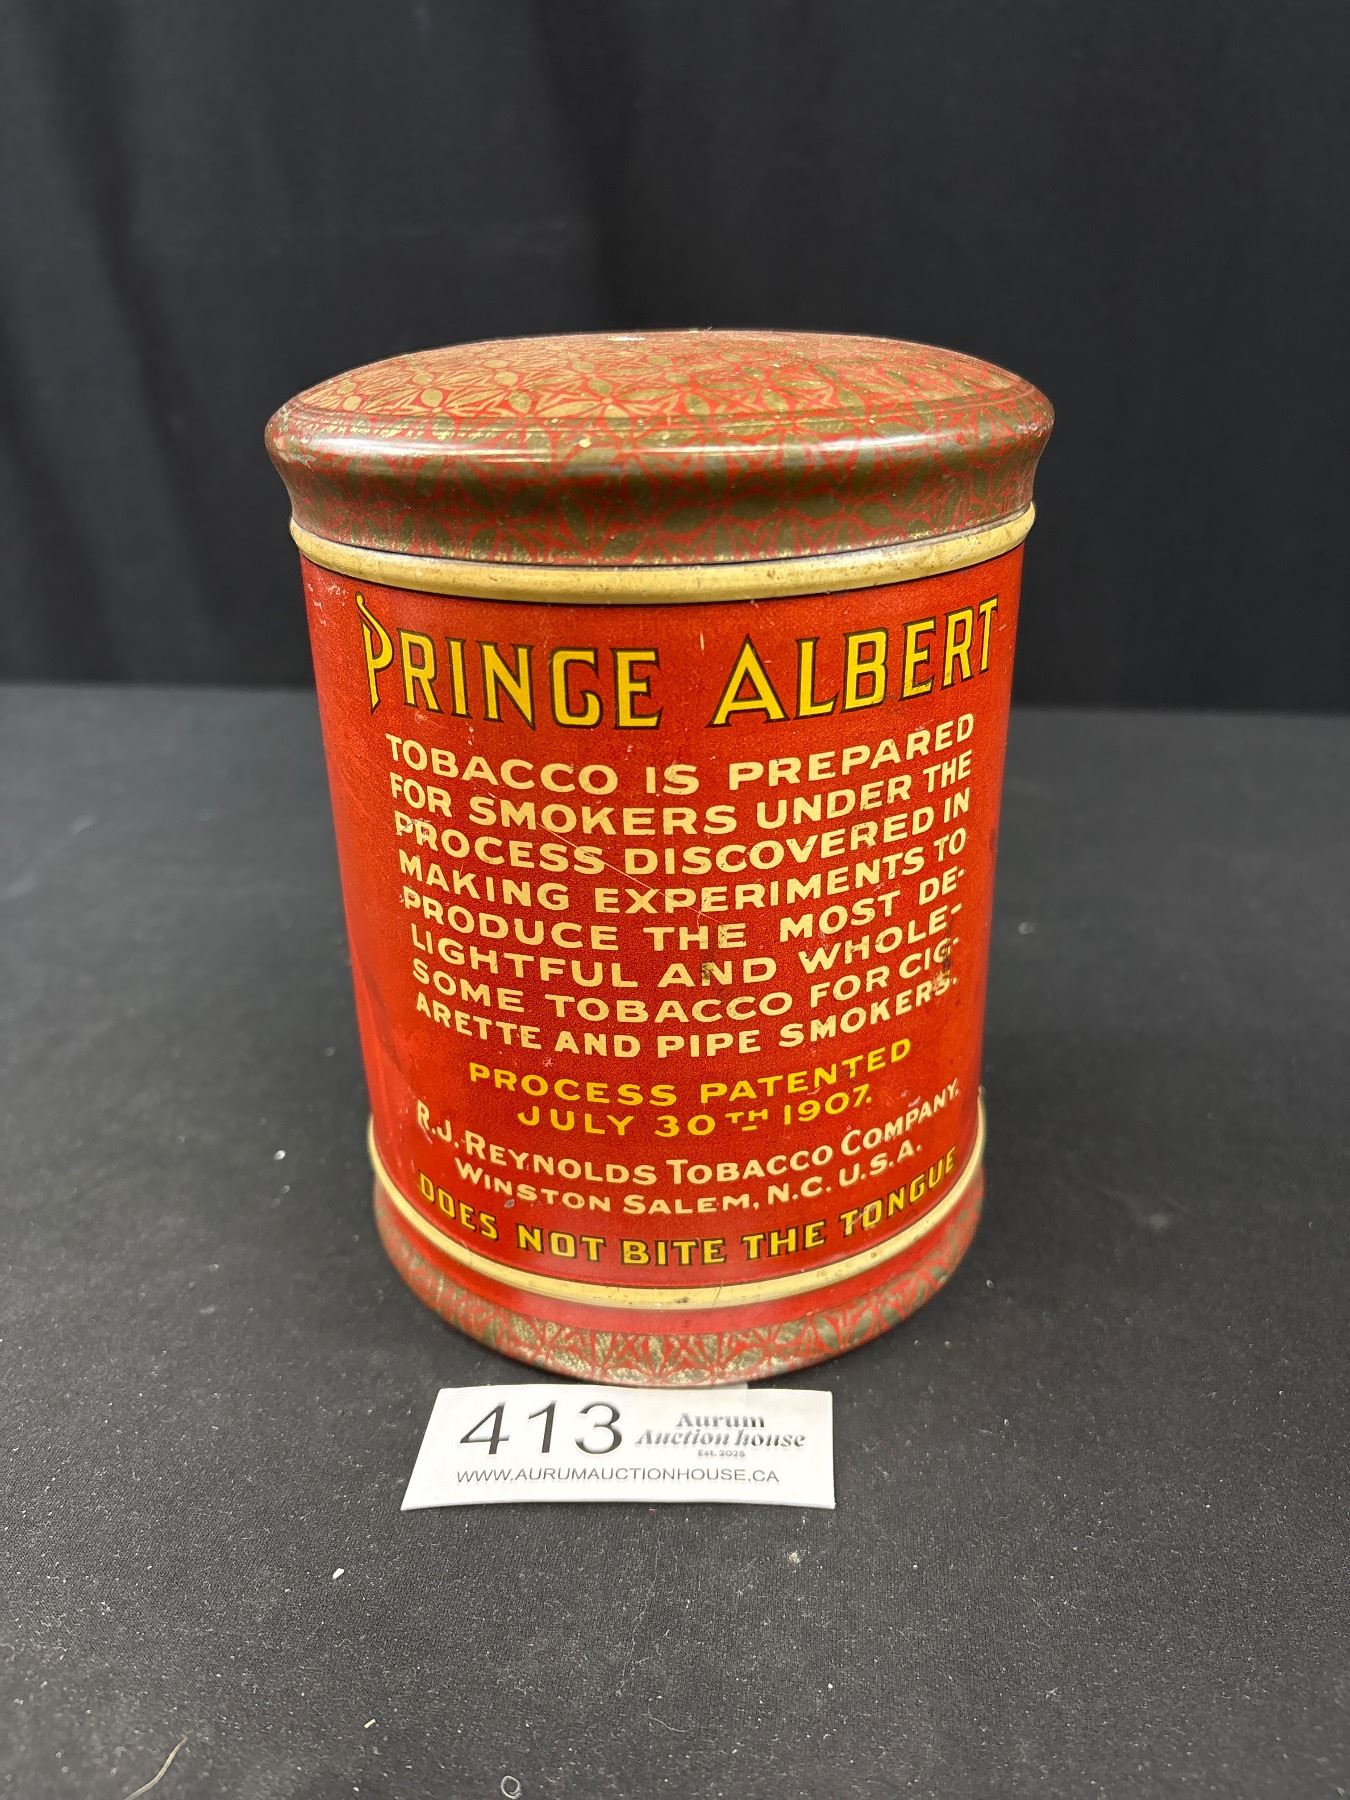 PRINCE ALBERT
TOBACCO IS PREPARED
FOR SMOKERS UNDER THE
PROCESS DISCOVERED IN
MAKING EXPERIMENTS TO
PRODUCE THE MOST DE-
LIGHTFUL AND WHOLE-
SOME TOBACCO FOR CIG-
ARETTE AND PIPE SMOKERS.
PROCESS PATENTED
JULY 30TH 1907.
R.J. REYNOLDS TOBACCO COMPANY.
WINSTON SALEM, N.C. U.S.A.
DOES NOT BITE THE TONGUE
413
Aurum
Auction house
Est. 2025
WWW.AURUMAUCTIONHOUSE.CA